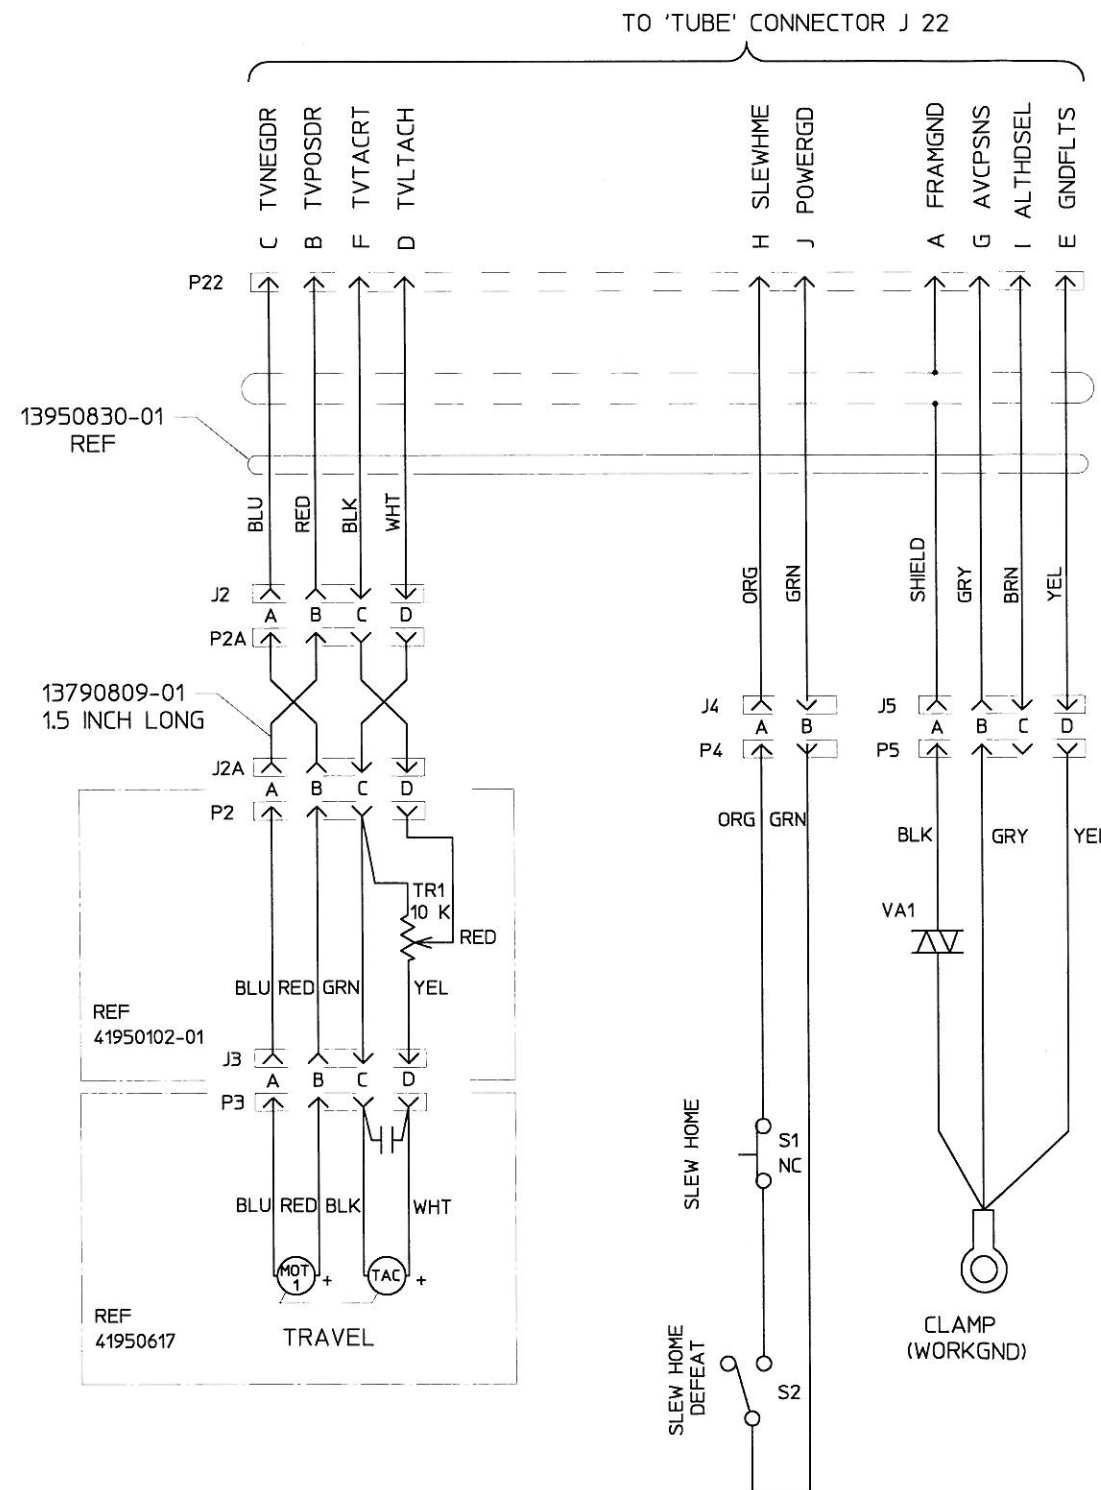 TO 'TUBE' CONNECTOR J 22
C TVNEGDR
B TVPOSDR
F TVTACRT
D TVLTACH
H SLEWHME
J POWERGD
A FRAMGND
G AVCPSNS
I ALTHDSEL
E GNDFLTS
P22
13950830-01
REF
BLU
RED
BLK
WHT
ORG
GRN
SHIELD
GRY
BRN
YEL
J2
A B C D
P2A
13790809-01
1.5 INCH LONG
J4
A B
P4
J5
A B C D
P5
J2A
A B C D
P2
ORG GRN
BLK
GRY
YEL
TR1
10 K
RED
VA1
BLU RED GRN
YEL
REF
41950102-01
J3
A B C D
P3
BLU RED BLK
WHT
MOT
1
+
TAC
+
REF
41950617
TRAVEL
SLEW HOME
S1
NC
SLEW HOME
DEFEAT
S2
CLAMP
(WORKGND)